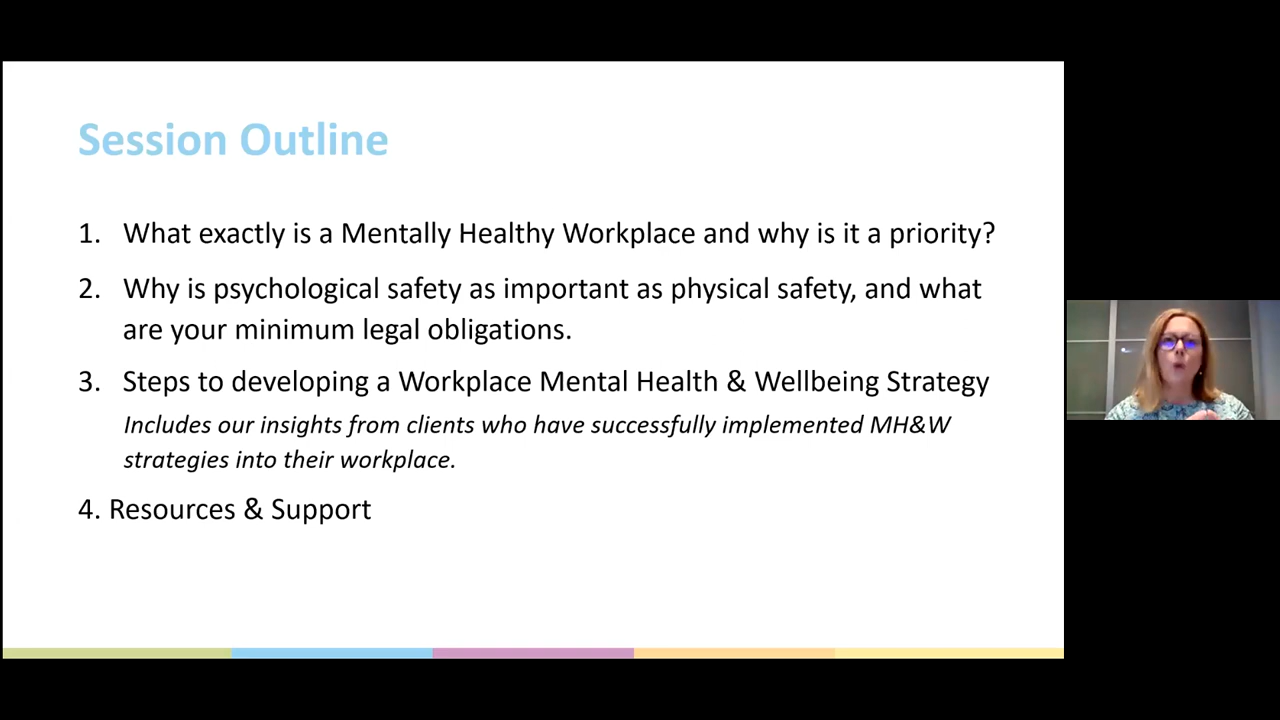 Session Outline
1. What exactly is a Mentally Healthy Workplace and why is it a priority?
2. Why is psychological safety as important as physical safety, and what
are your minimum legal obligations.
3. Steps to developing a Workplace Mental Health & Wellbeing Strategy
Includes our insights from clients who have successfully implemented MH&W
strategies into their workplace.
4. Resources & Support